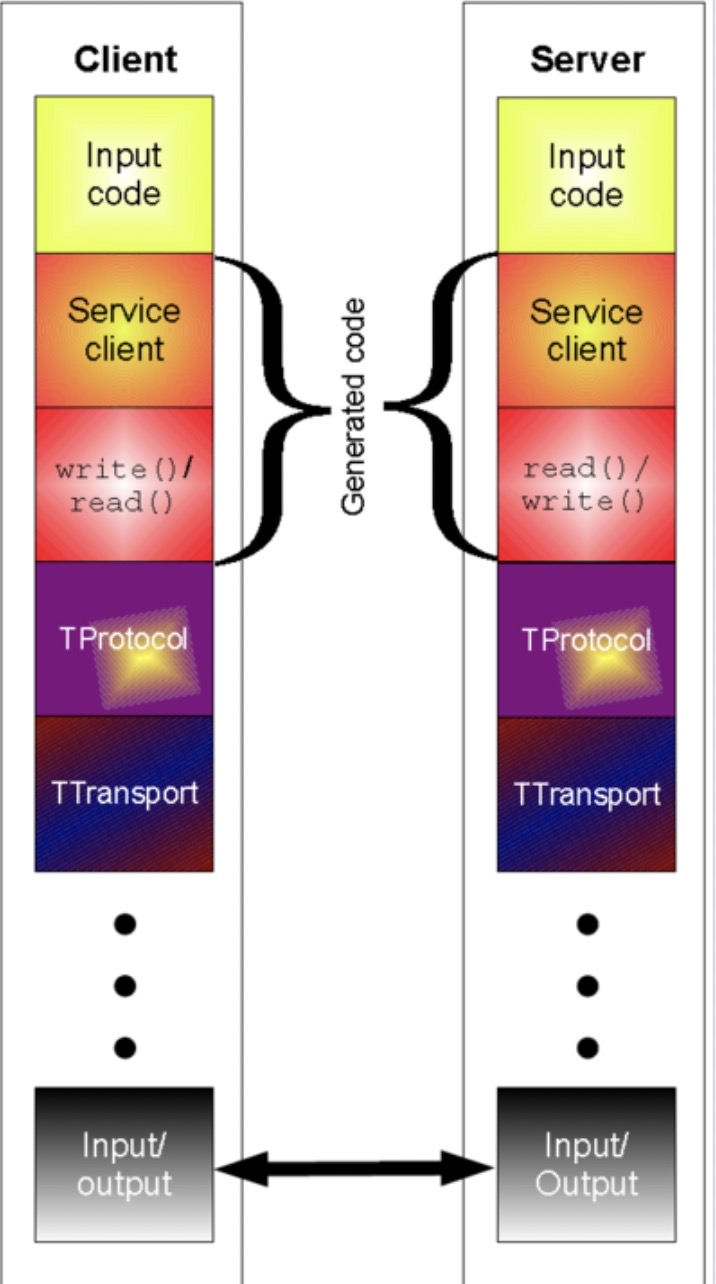 Client
Input
code
Service
client
write()/
read()
TProtocol
TTransport
Input/
output
Generated code
Server
Input
code
Service
client
read()/
write()
TProtocol
TTransport
Input/
Output